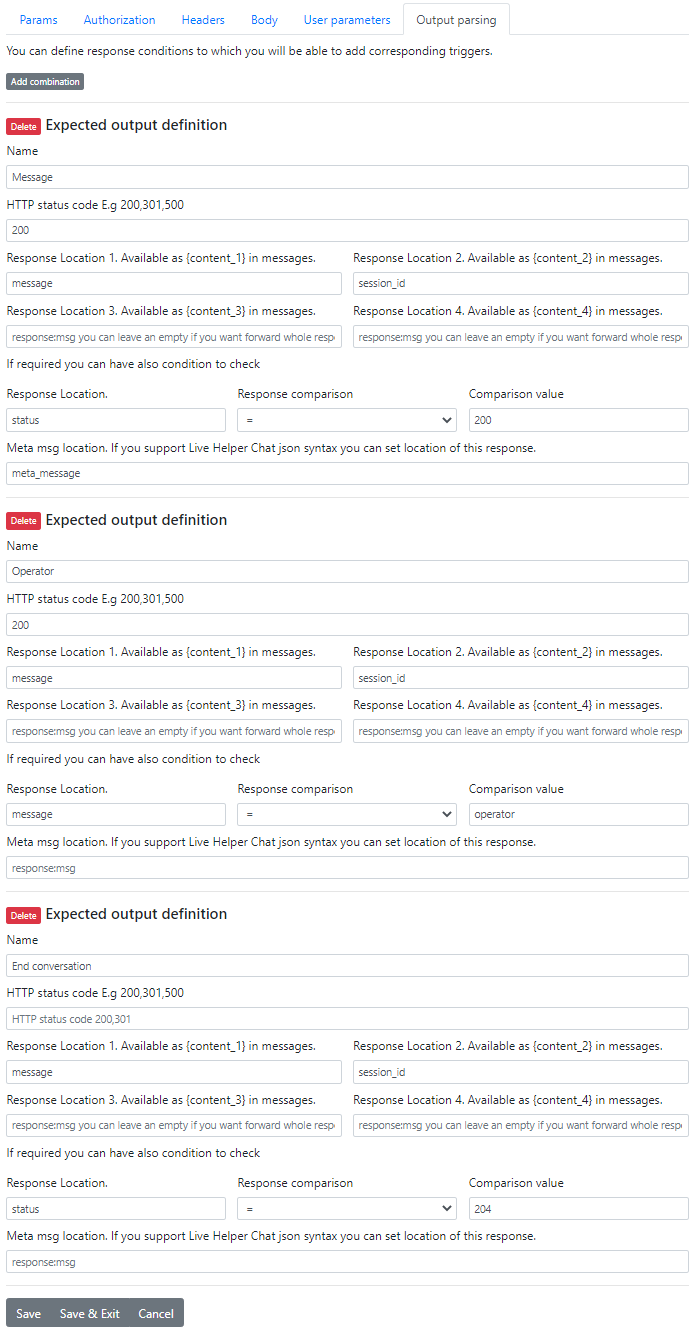 Params Authorization Headers Body User parameters Output parsing
You can define response conditions to which you will be able to add corresponding triggers.
Add combination
Delete Expected output definition
Name
Message
HTTP status code E.g 200,301,500
200
Response Location 1. Available as {content_1} in messages. Response Location 2. Available as {content_2} in messages.
message session_id
Response Location 3. Available as {content_3} in messages. Response Location 4. Available as {content_4} in messages.
response:msg you can leave an empty if you want forward whole resp response:msg you can leave an empty if you want forward whole resp
If required you can have also condition to check
Response Location. Response comparison Comparison value
status = 200
Meta msg location. If you support Live Helper Chat json syntax you can set location of this response.
meta_message
Delete Expected output definition
Name
Operator
HTTP status code E.g 200,301,500
200
Response Location 1. Available as {content_1} in messages. Response Location 2. Available as {content_2} in messages.
message session_id
Response Location 3. Available as {content_3} in messages. Response Location 4. Available as {content_4} in messages.
response:msg you can leave an empty if you want forward whole resp response:msg you can leave an empty if you want forward whole resp
If required you can have also condition to check
Response Location. Response comparison Comparison value
message = operator
Meta msg location. If you support Live Helper Chat json syntax you can set location of this response.
response:msg
Delete Expected output definition
Name
End conversation
HTTP status code E.g 200,301,500
HTTP status code 200,301
Response Location 1. Available as {content_1} in messages. Response Location 2. Available as {content_2} in messages.
message session_id
Response Location 3. Available as {content_3} in messages. Response Location 4. Available as {content_4} in messages.
response:msg you can leave an empty if you want forward whole resp response:msg you can leave an empty if you want forward whole resp
If required you can have also condition to check
Response Location. Response comparison Comparison value
status = 204
Meta msg location. If you support Live Helper Chat json syntax you can set location of this response.
response:msg
Save Save & Exit Cancel